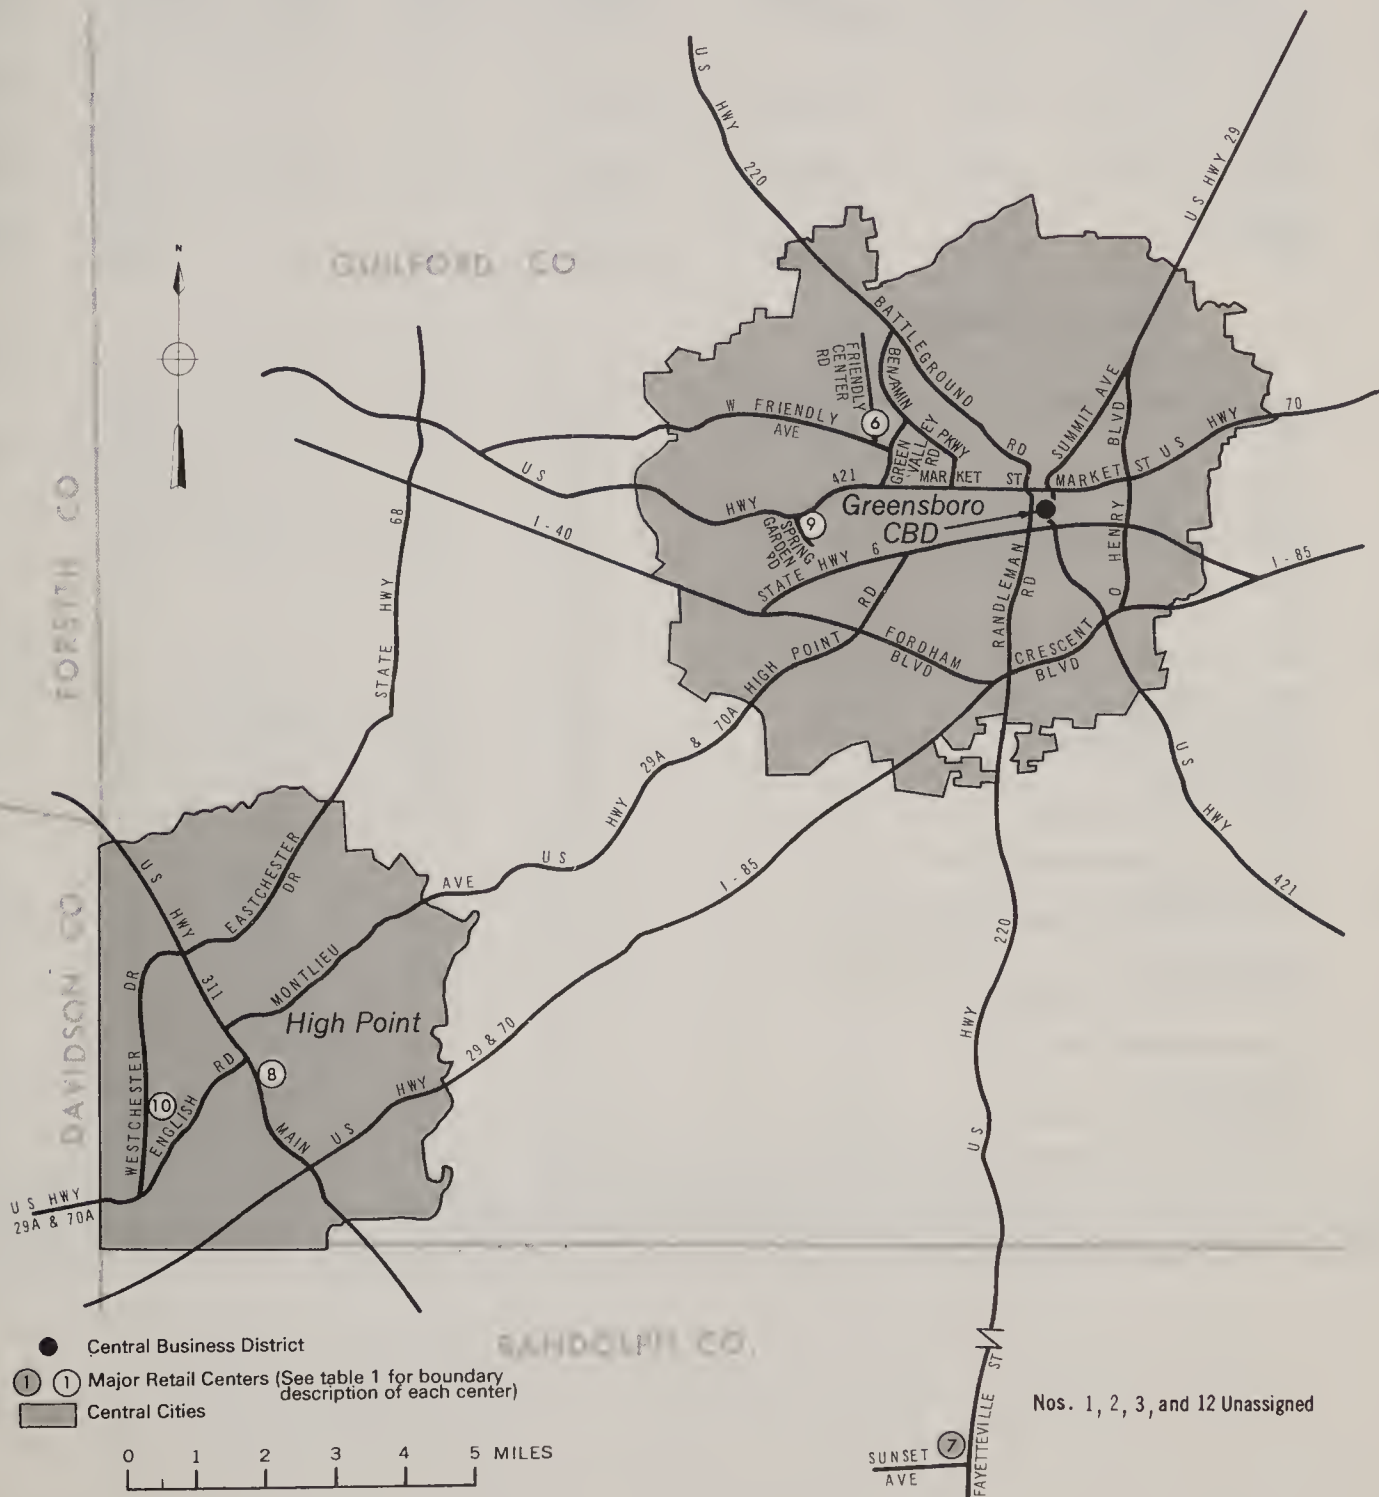 US HWY 220
US HWY 29
N
GUILFORD CO
BATTLEGROUND RD
BENJAMIN PKWY
FRIENDLY
CENTER
RD
SUMMIT AVE
O HENRY BLVD
US HWY 70
W FRIENDLY
AVE
6
GREEN
VALLEY
RD
MARKET ST
MARKET ST
US HWY 421
Greensboro
CBD
9
SPRING
GARDEN
RD
I-40
STATE HWY 68
STATE HWY 6
I-85
FORSYTH CO
HIGH POINT RD
FORDHAM
BLVD
RANDLEMAN
RD
CRESCENT
BLVD
US HWY 29A & 70A
US HWY 421
US HWY 311
EASTCHESTER
DR
MONTLIEU AVE
I-85
US HWY 220
DAVIDSON CO.
WESTCHESTER DR
High Point
ENGLISH RD
8
10
MAIN
US HWY 29 & 70
US HWY
29A & 70A
RANDOLPH CO.
Central Business District
1 1 Major Retail Centers (See table 1 for boundary
description of each center)
Central Cities
0 1 2 3 4 5 MILES
Nos. 1, 2, 3, and 12 Unassigned
FAYETTEVILLE ST
7
SUNSET
AVE